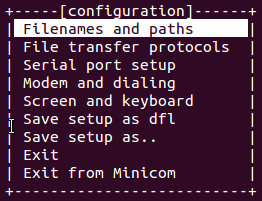 +-----[configuration]------+
| Filenames and paths      |
| File transfer protocols  |
| Serial port setup        |
| Modem and dialing        |
| Screen and keyboard      |
| Save setup as dfl        |
| Save setup as..          |
| Exit                     |
| Exit from Minicom        |
+--------------------------+